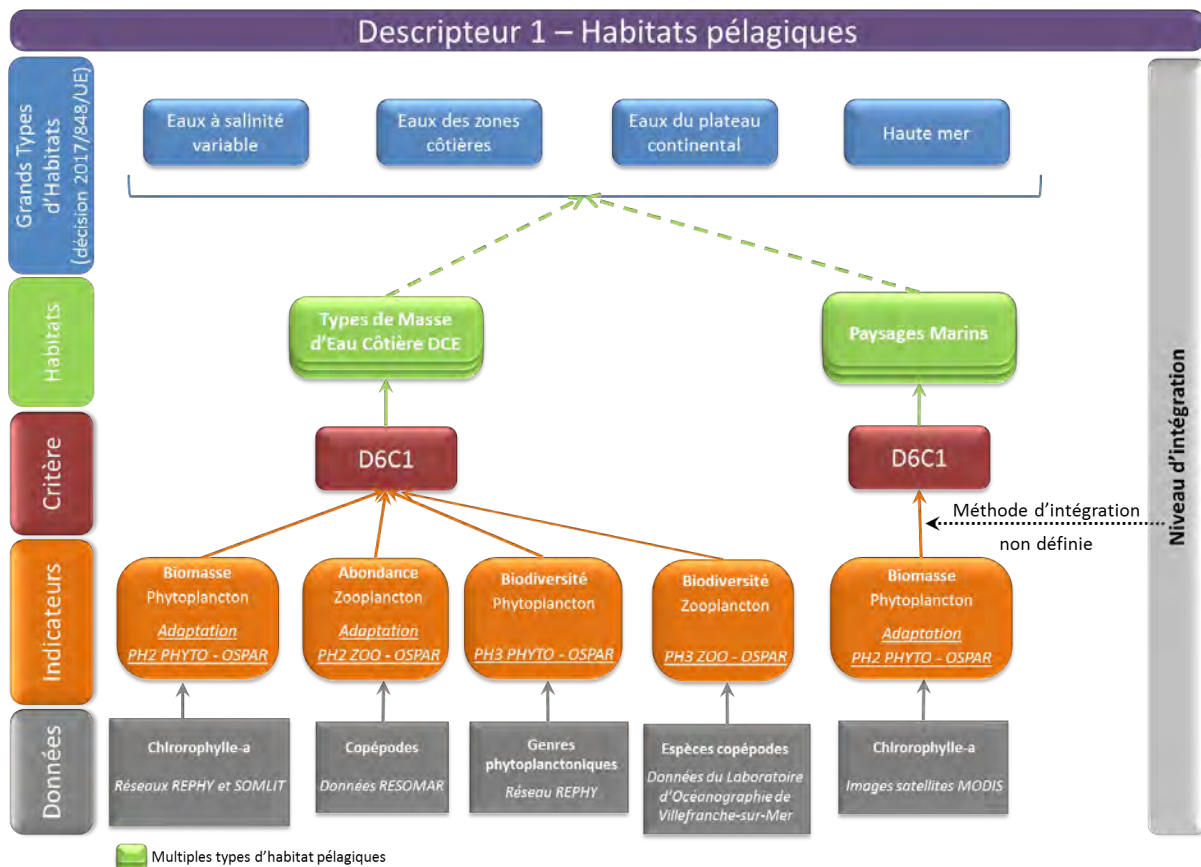 Descripteur 1 – Habitats pélagiques
Grands Types
d'Habitats
(décision 2017/848/UE)
Eaux à salinité
variable
Eaux des zones
côtières
Eaux du plateau
continental
Haute mer
Habitats
Types de Masse
d'Eau Côtière DCE
Paysages Marins
Critère
D6C1
D6C1
Méthode d'intégration
non définie
Niveau d'intégration
Indicateurs
Biomasse
Phytoplancton
Adaptation
PH2 PHYTO - OSPAR
Abondance
Zooplancton
Adaptation
PH2 ZOO - OSPAR
Biodiversité
Phytoplancton
PH3 PHYTO - OSPAR
Biodiversité
Zooplancton
PH3 ZOO - OSPAR
Biomasse
Phytoplancton
Adaptation
PH2 PHYTO - OSPAR
Données
Chlrorophylle-a
Réseaux REPHY et SOMLIT
Copépodes
Données RESOMAR
Genres
phytoplanctoniques
Réseau REPHY
Espèces copépodes
Données du Laboratoire
d'Océanographie de
Villefranche-sur-Mer
Chlrorophylle-a
Images satellites MODIS
Multiples types d'habitat pélagiques